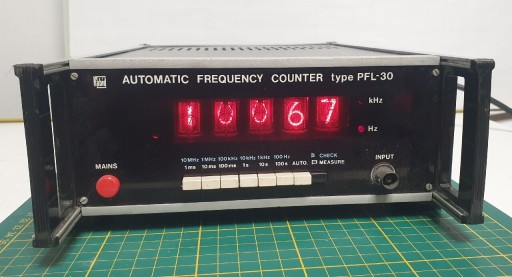 AUTOMATIC FREQUENCY COUNTER type PFL-30
10067
kHz
Hz
MAINS
10MHz 1MHz 100kHz 10kHz 1kHz 100Hz
1ms 10ms 100ms 1s 10s 100s AUTO.
CHECK
MEASURE
INPUT